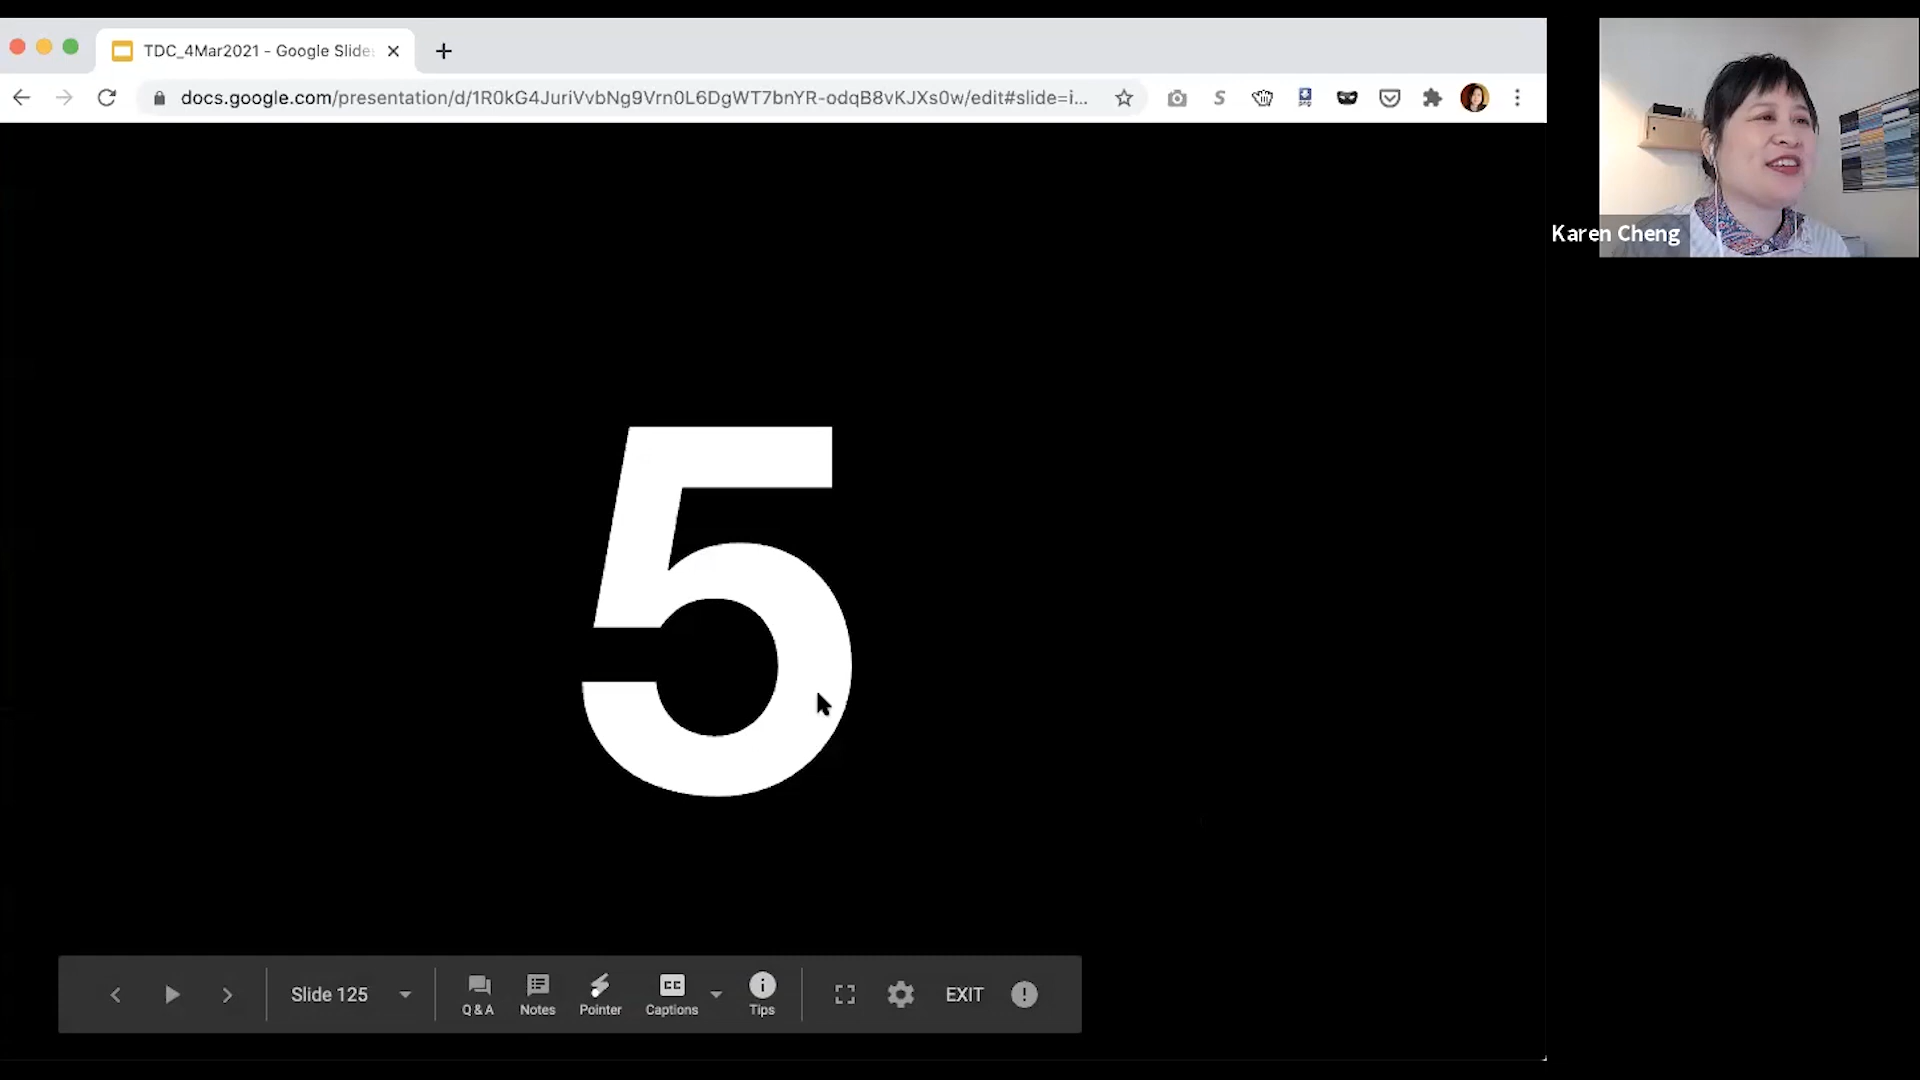 TDC_4Mar2021 - Google Slide
docs.google.com/presentation/d/1R0kG4JuriVvbNg9Vrn0L6DgWT7bnYR-odqB8vKJXs0w/edit#slide=i...
Karen Cheng
5
Slide 125
Q & A
Notes
Pointer
CC
Captions
Tips
EXIT